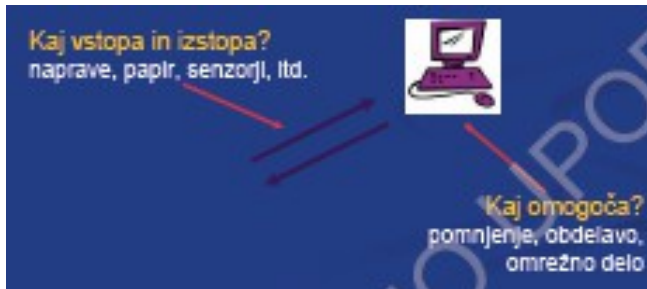 Kaj vstopa in izstopa?
naprave, papir, senzorji, itd.
Kaj omogoča?
pomnjenje, obdelavo,
omrežno delo